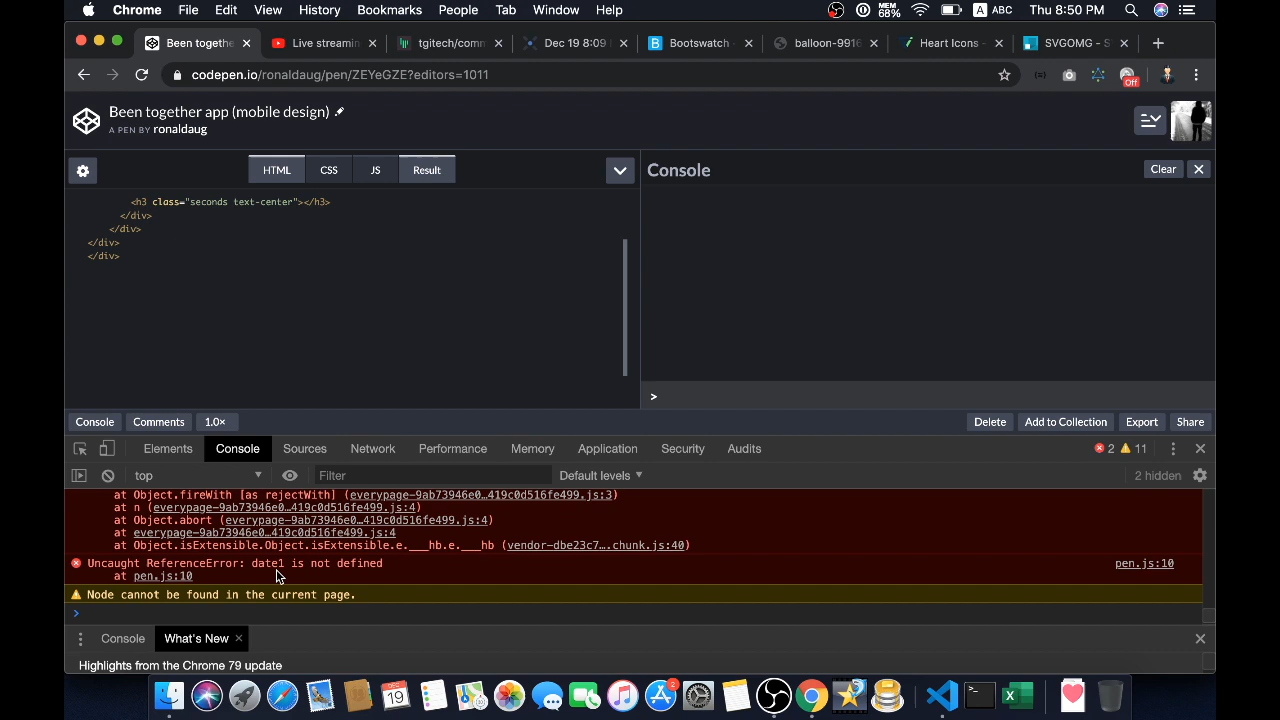 Chrome File Edit View History Bookmarks People Tab Window Help MEM 68% A ABC Thu 8:50 PM
Been togethe Live streamin tgitech/comm Dec 19 8:09 Bootswatch - balloon-9916 Heart Icons - SVGOMG - S
codepen.io/ronaldaug/pen/ZEYeGZE?editors=1011 Off
Been together app (mobile design)
A PEN BY ronaldaug
HTML CSS JS Result Console Clear
<h3 class="seconds text-center"></h3>
</div>
</div>
</div>
</div>
>
Console Comments 1.0× Delete Add to Collection Export Share
Elements Console Sources Network Performance Memory Application Security Audits 2 11
top Filter Default levels 2 hidden
at Object.fireWith [as rejectWith] (everypage-9ab73946e0…419c0d516fe499.js:3)
at n (everypage-9ab73946e0…419c0d516fe499.js:4)
at Object.abort (everypage-9ab73946e0…419c0d516fe499.js:4)
at everypage-9ab73946e0…419c0d516fe499.js:4
at Object.isExtensible.Object.isExtensible.e.___hb.e.___hb (vendor-dbe23c7….chunk.js:40)
Uncaught ReferenceError: date1 is not defined pen.js:10
at pen.js:10
Node cannot be found in the current page.
>
Console What's New
Highlights from the Chrome 79 update
DEC 19 2